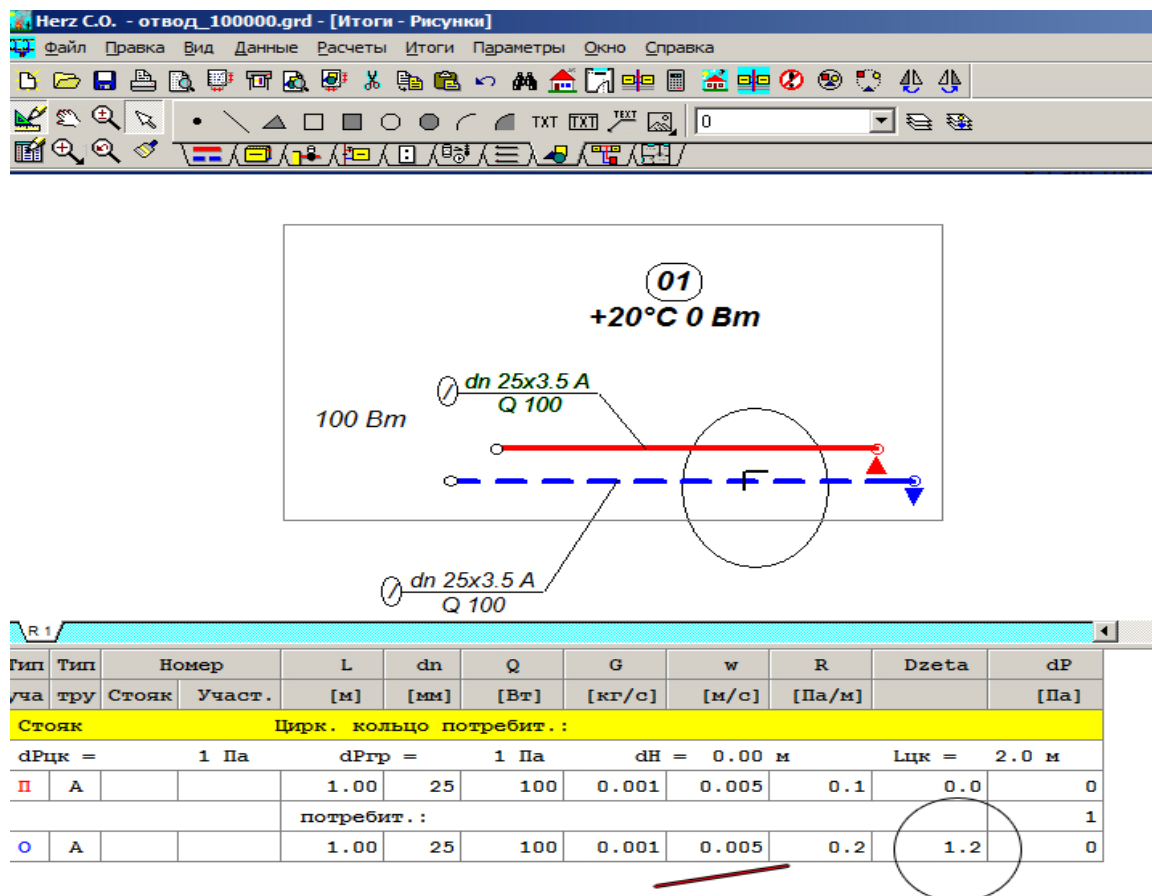 Herz C.O. - отвод_100000.grd - [Итоги - Рисунки]
Файл Правка Вид Данные Расчеты Итоги Параметры Окно Справка
TXT TXT TEXT 0
01
+20°C 0 Вт
dn 25x3.5 A
Q 100
100 Вт
dn 25x3.5 A
Q 100
R 1
Тип Тип Номер L dn Q G w R Dzeta dP
уча тру Стояк Участ. [м] [мм] [Вт] [кг/с] [м/с] [Па/м] [Па]
Стояк Цирк. кольцо потребит.:
dPцк = 1 Па dPгр = 1 Па dH = 0.00 м Lцк = 2.0 м
П А 1.00 25 100 0.001 0.005 0.1 0.0 0
потребит.: 1
О А 1.00 25 100 0.001 0.005 0.2 1.2 0